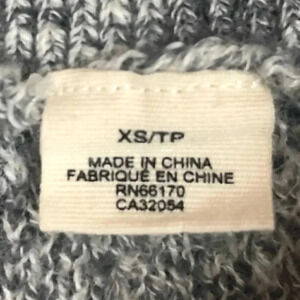 XS/TP
MADE IN CHINA
FABRIQUÉ EN CHINE
RN66170
CA32054